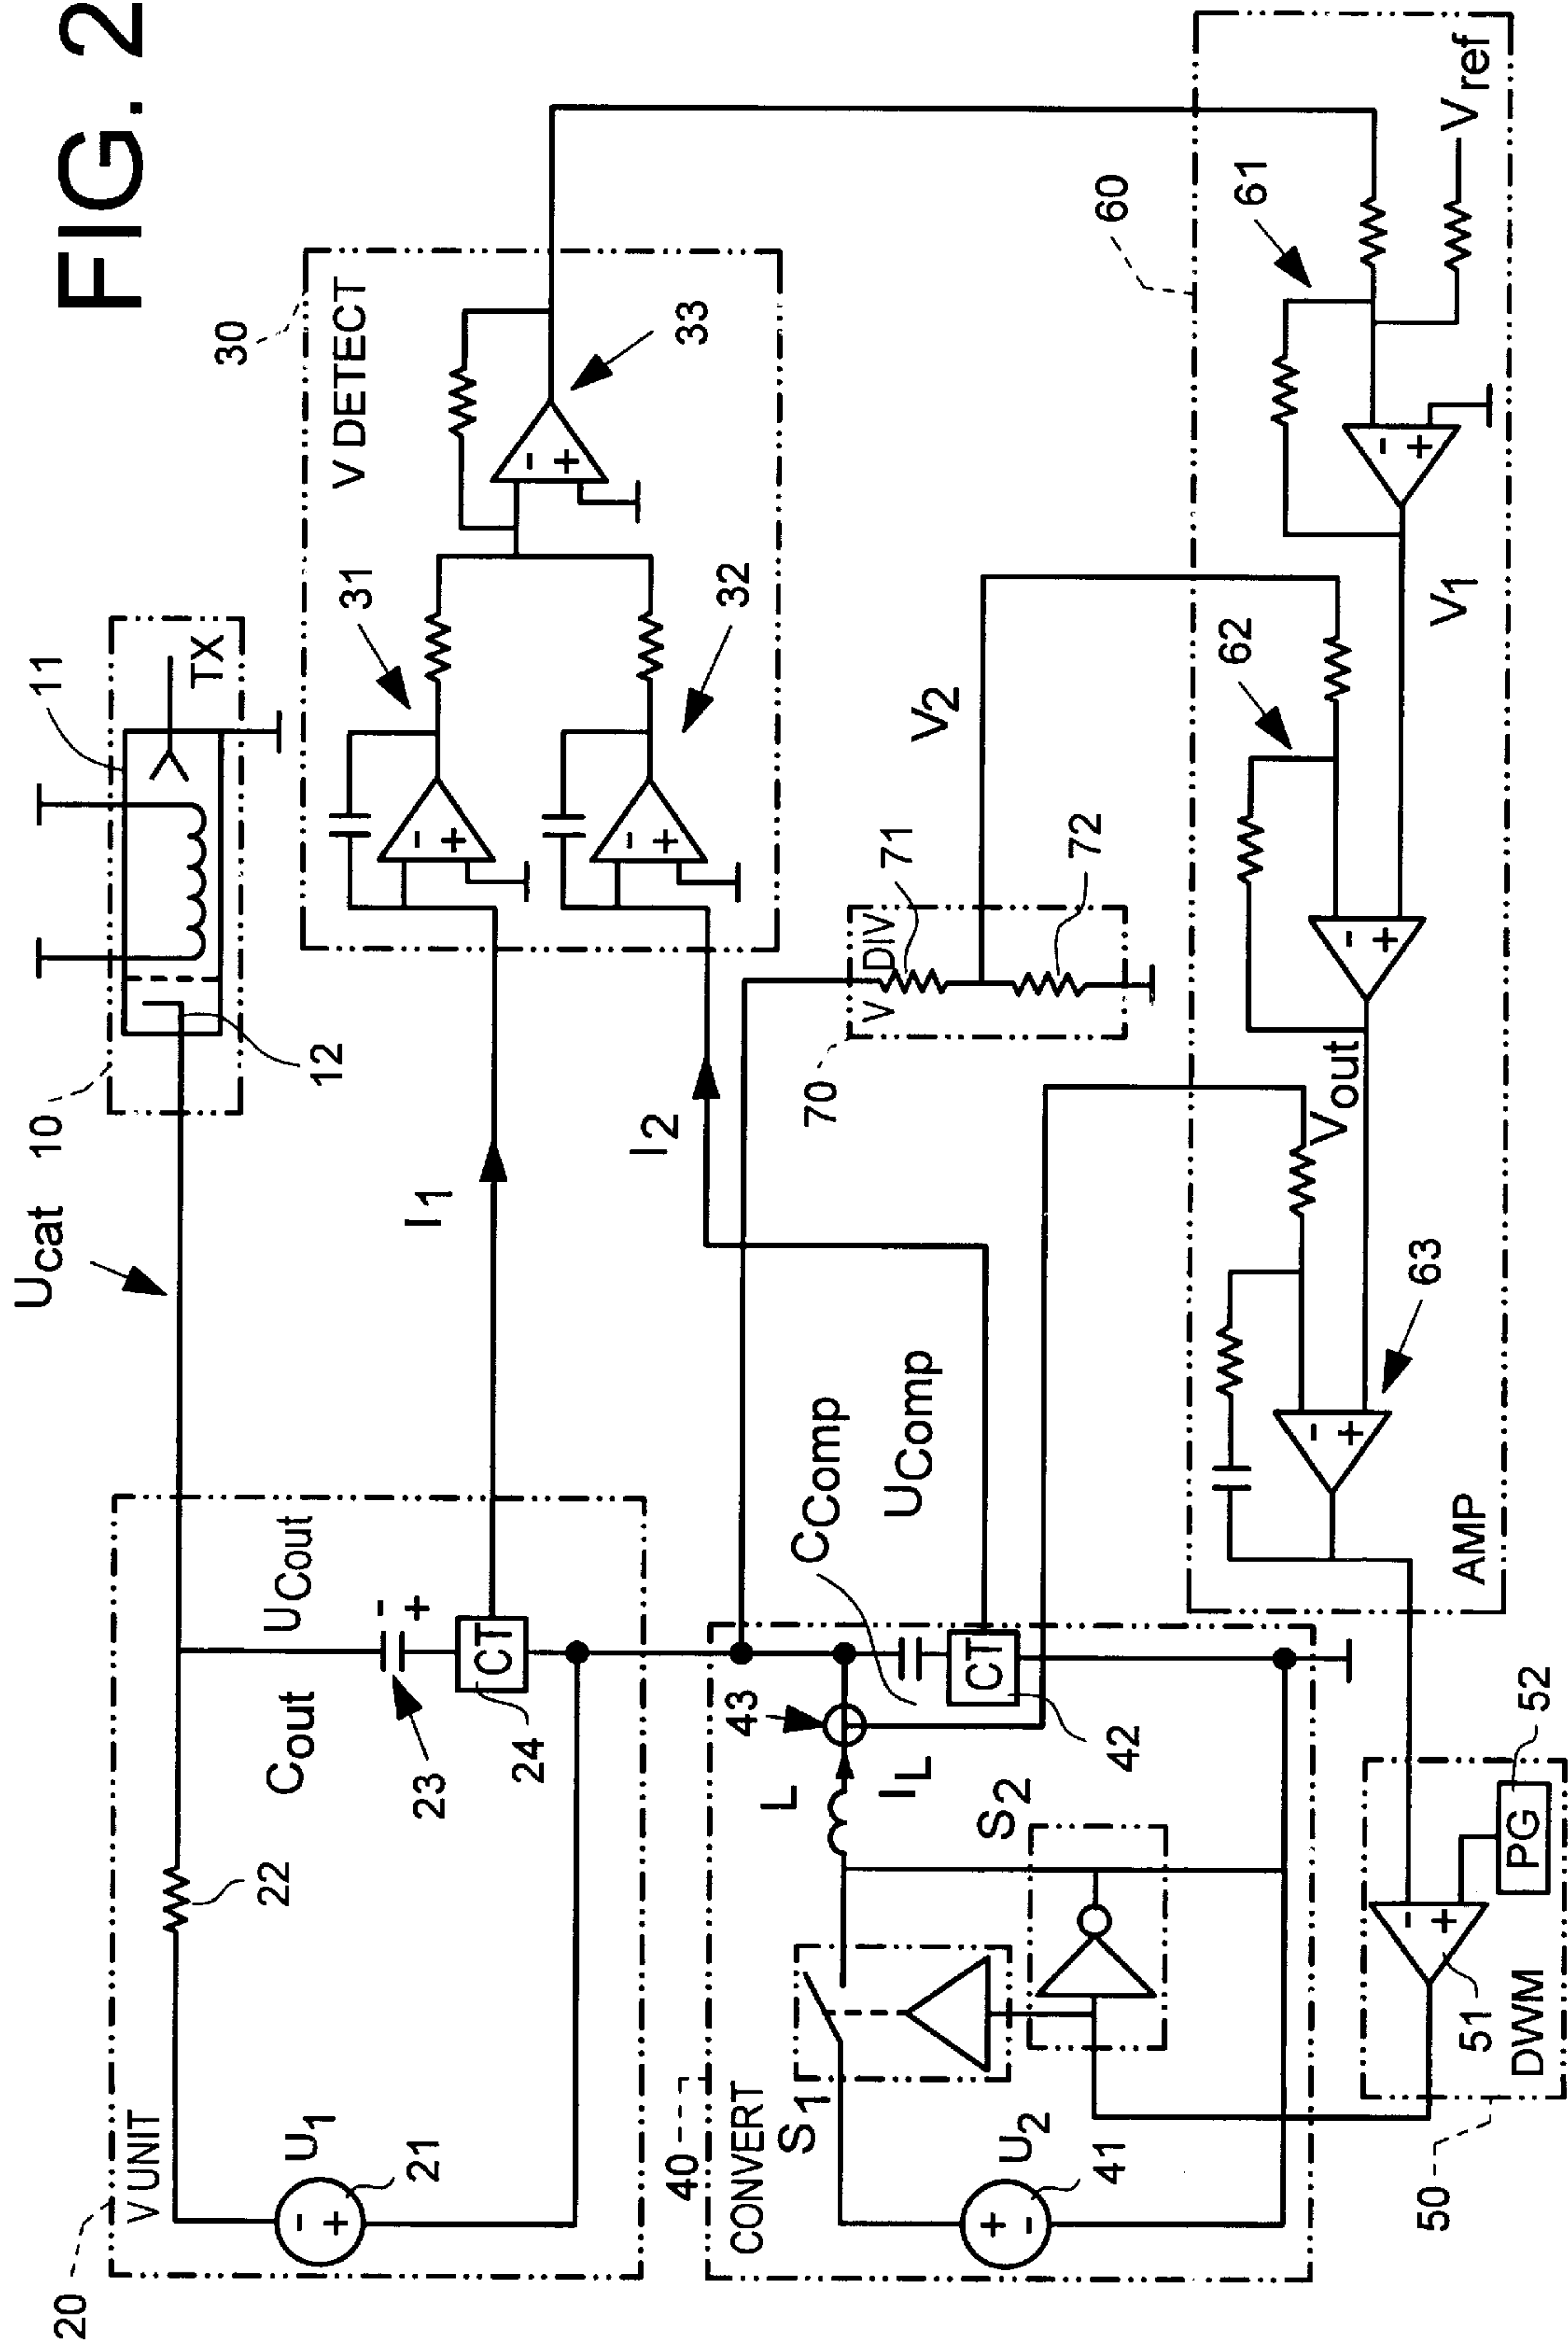 FIG. 2
11
TX
10
12
Ucat
30
V DETECT
31
32
33
-
+
-
+
-
+
I1
I2
20
V UNIT
U1
21
-
+
22
Cout
UCout
-
+
23
CT
24
40
CONVERT
S1
U2
41
+
-
S2
L
IL
43
CComp
UComp
CT
42
70
V DIV
71
72
V2
60
61
62
63
Vref
V1
Vout
-
+
-
+
-
+
AMP
50
DWM
51
-
+
PG
52